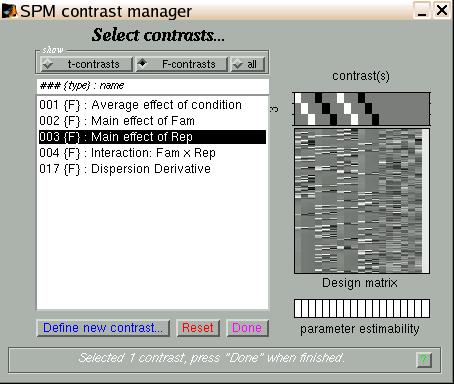 SPM contrast manager
Select contrasts...
show
t-contrasts F-contrasts all
### {type} : name
001 {F} : Average effect of condition
002 {F} : Main effect of Fam
003 {F} : Main effect of Rep
004 {F} : Interaction: Fam x Rep
017 {F} : Dispersion Derivative
contrast(s)
3
Design matrix
parameter estimability
Define new contrast... Reset Done
Selected 1 contrast, press "Done" when finished.
?